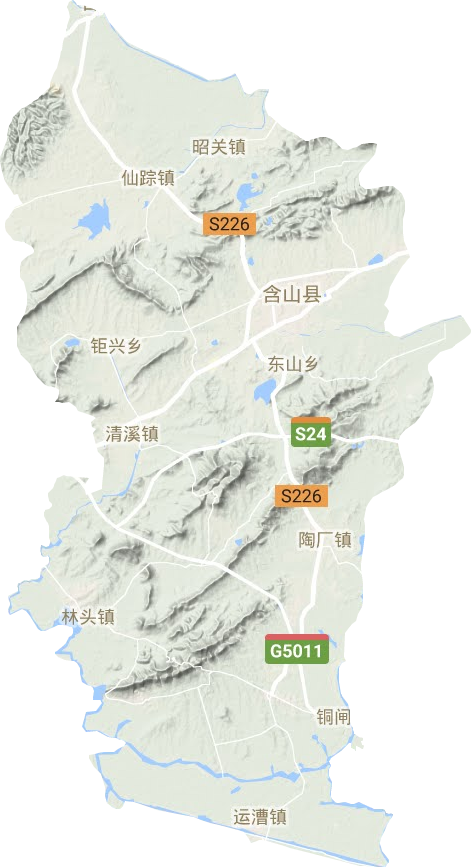 昭关镇
仙踪镇
S226
含山县
钜兴乡
东山乡
清溪镇
S24
S226
陶厂镇
林头镇
G5011
铜闸
运漕镇